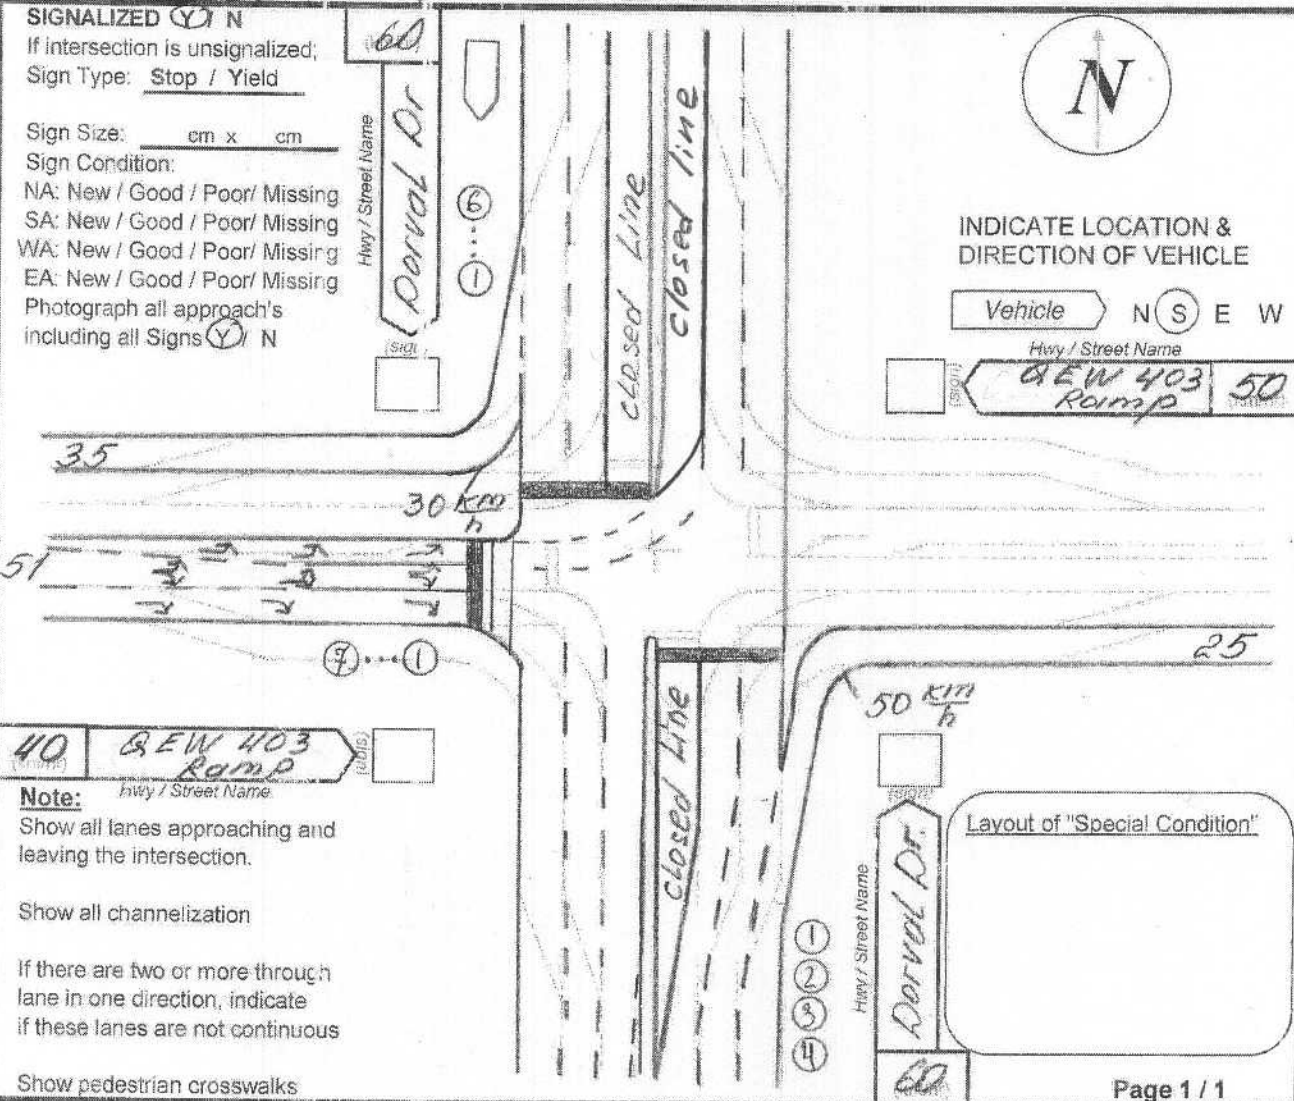 SIGNALIZED Y / N
If intersection is unsignalized;
Sign Type: Stop / Yield
Sign Size: cm x cm
Sign Condition:
NA: New / Good / Poor/ Missing
SA: New / Good / Poor/ Missing
WA: New / Good / Poor/ Missing
EA: New / Good / Poor/ Missing
Photograph all approach's
including all Signs Y / N
60
Hwy / Street Name
Dorval Dr
(sign)
6
1
closed Line
closed line
N
INDICATE LOCATION &
DIRECTION OF VEHICLE
Vehicle N S E W
Hwy / Street Name
(sign)
QEW 403
Ramp
50
35
30 km
h
51
7 1
25
50 km
h
40
QEW 403
Ramp
Hwy / Street Name
closed Line
Note:
Show all lanes approaching and
leaving the intersection.
Show all channelization
If there are two or more through
lane in one direction, indicate
if these lanes are not continuous
Show pedestrian crosswalks
1
2
3
4
(sign)
Hwy / Street Name
Dorval Dr.
60
Layout of "Special Condition"
Page 1 / 1